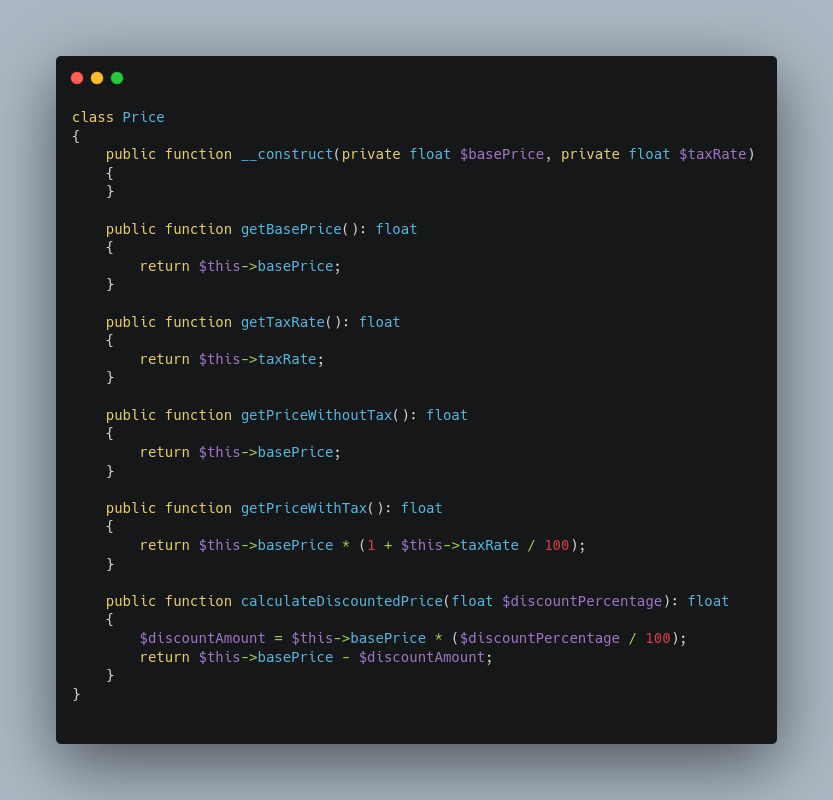 class Price
{
    public function __construct(private float $basePrice, private float $taxRate)
    {
    }

    public function getBasePrice(): float
    {
        return $this->basePrice;
    }

    public function getTaxRate(): float
    {
        return $this->taxRate;
    }

    public function getPriceWithoutTax(): float
    {
        return $this->basePrice;
    }

    public function getPriceWithTax(): float
    {
        return $this->basePrice * (1 + $this->taxRate / 100);
    }

    public function calculateDiscountedPrice(float $discountPercentage): float
    {
        $discountAmount = $this->basePrice * ($discountPercentage / 100);
        return $this->basePrice - $discountAmount;
    }
}